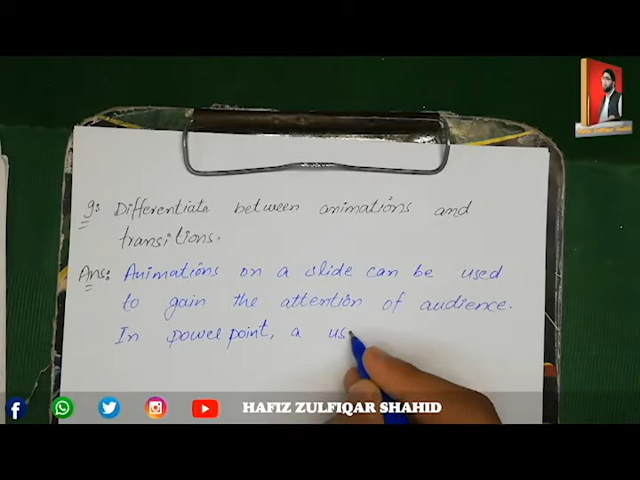 9: Differentiate between animations and
transitions.
Ans: Animations on a slide can be used
to gain the attention of audience.
In powerpoint, a us
HAFIZ ZULFIQAR SHAHID